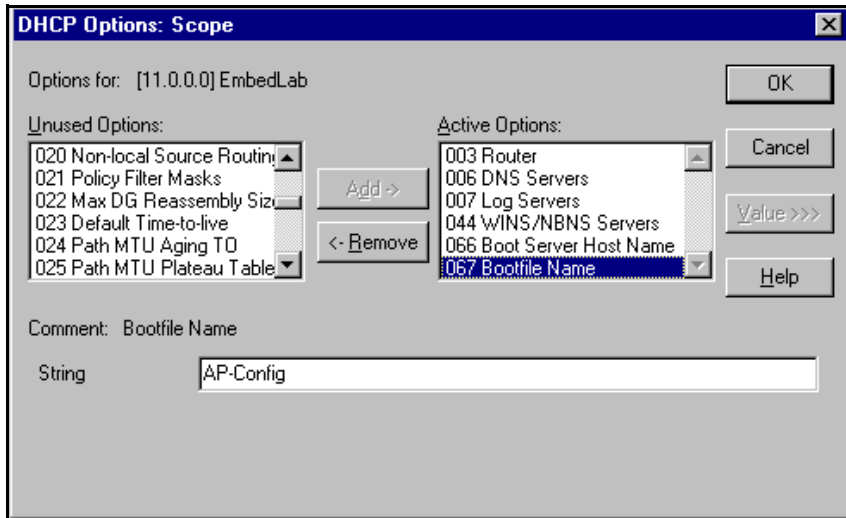 DHCP Options: Scope
Options for: [11.0.0.0] EmbedLab
OK
Unused Options:
Active Options:
020 Non-local Source Routing
021 Policy Filter Masks
022 Max DG Reassembly Size
023 Default Time-to-live
024 Path MTU Aging TO
025 Path MTU Plateau Table
Add ->
<- Remove
003 Router
006 DNS Servers
007 Log Servers
044 WINS/NBNS Servers
066 Boot Server Host Name
067 Bootfile Name
Cancel
Value >>>
Help
Comment: Bootfile Name
String
AP-Config